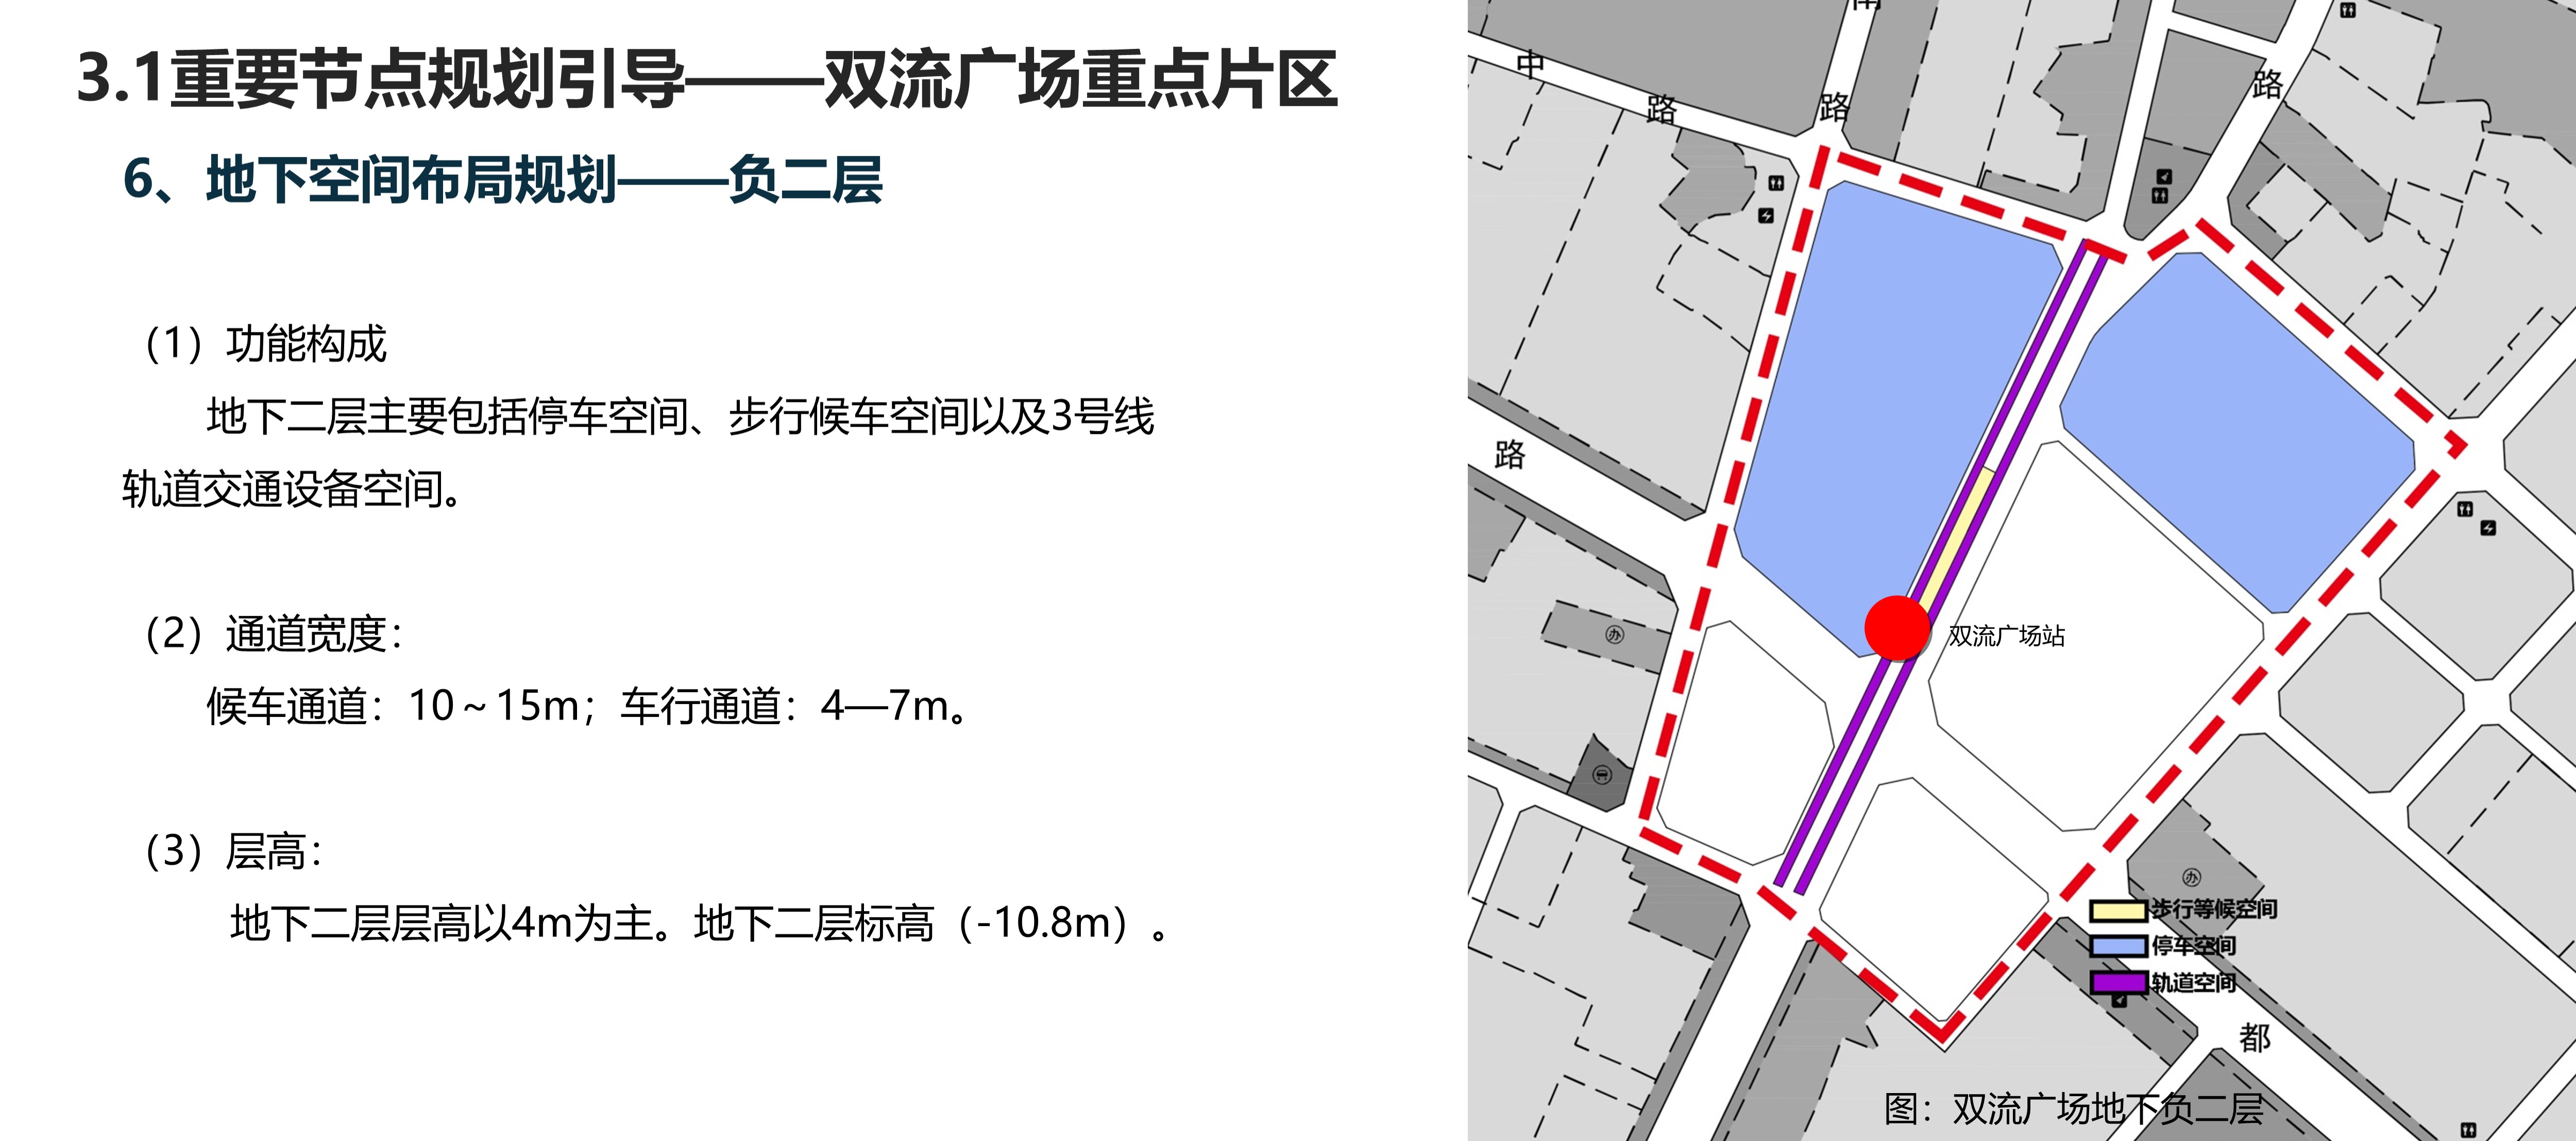 3.1重要节点规划引导——双流广场重点片区
6、地下空间布局规划——负二层
（1）功能构成
地下二层主要包括停车空间、步行候车空间以及3号线
轨道交通设备空间。
（2）通道宽度：
候车通道：10～15m；车行通道：4—7m。
（3）层高：
地下二层层高以4m为主。地下二层标高（-10.8m）。
中
路
路
路
路
办
双流广场站
办
步行等候空间
停车空间
轨道空间
都
图：双流广场地下负二层